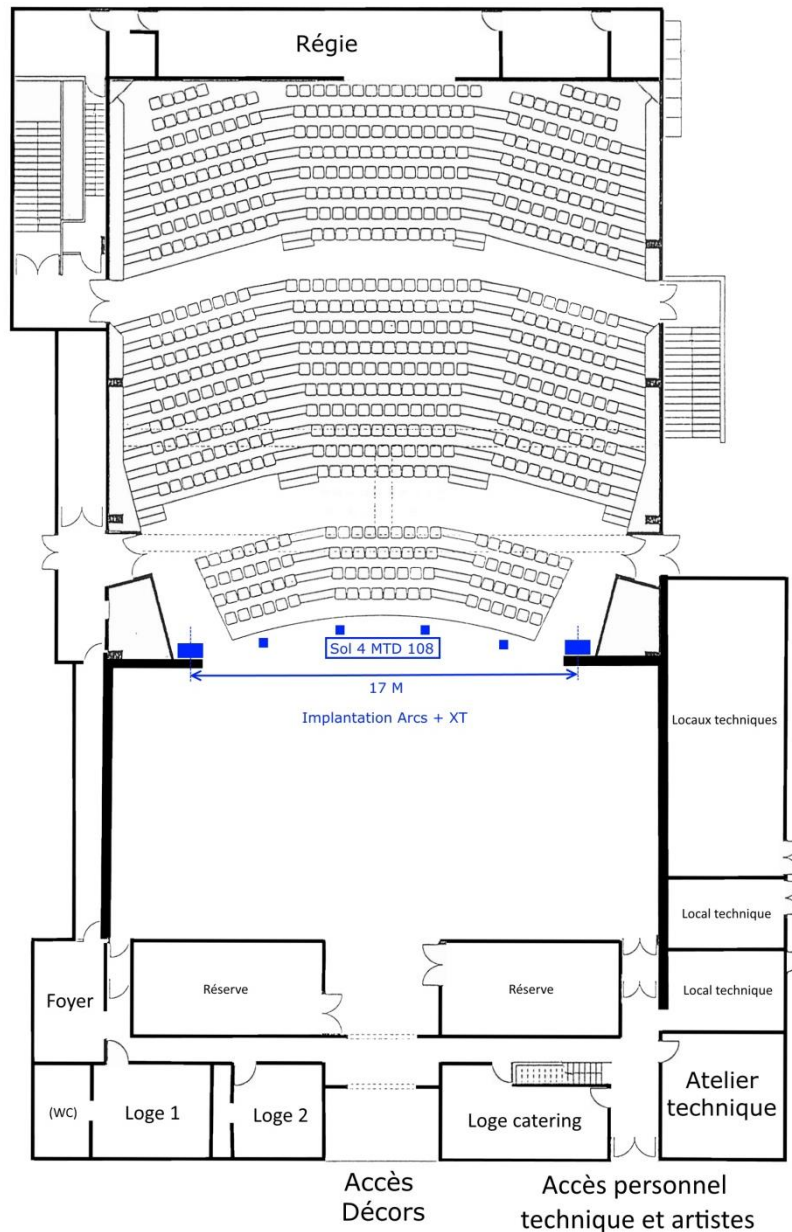 Régie
Sol 4 MTD 108
17 M
Implantation Arcs + XT
Locaux techniques
Local technique
Foyer
Réserve
Réserve
Local technique
(WC)
Loge 1
Loge 2
Loge catering
Atelier
technique
Accès
Décors
Accès personnel
technique et artistes